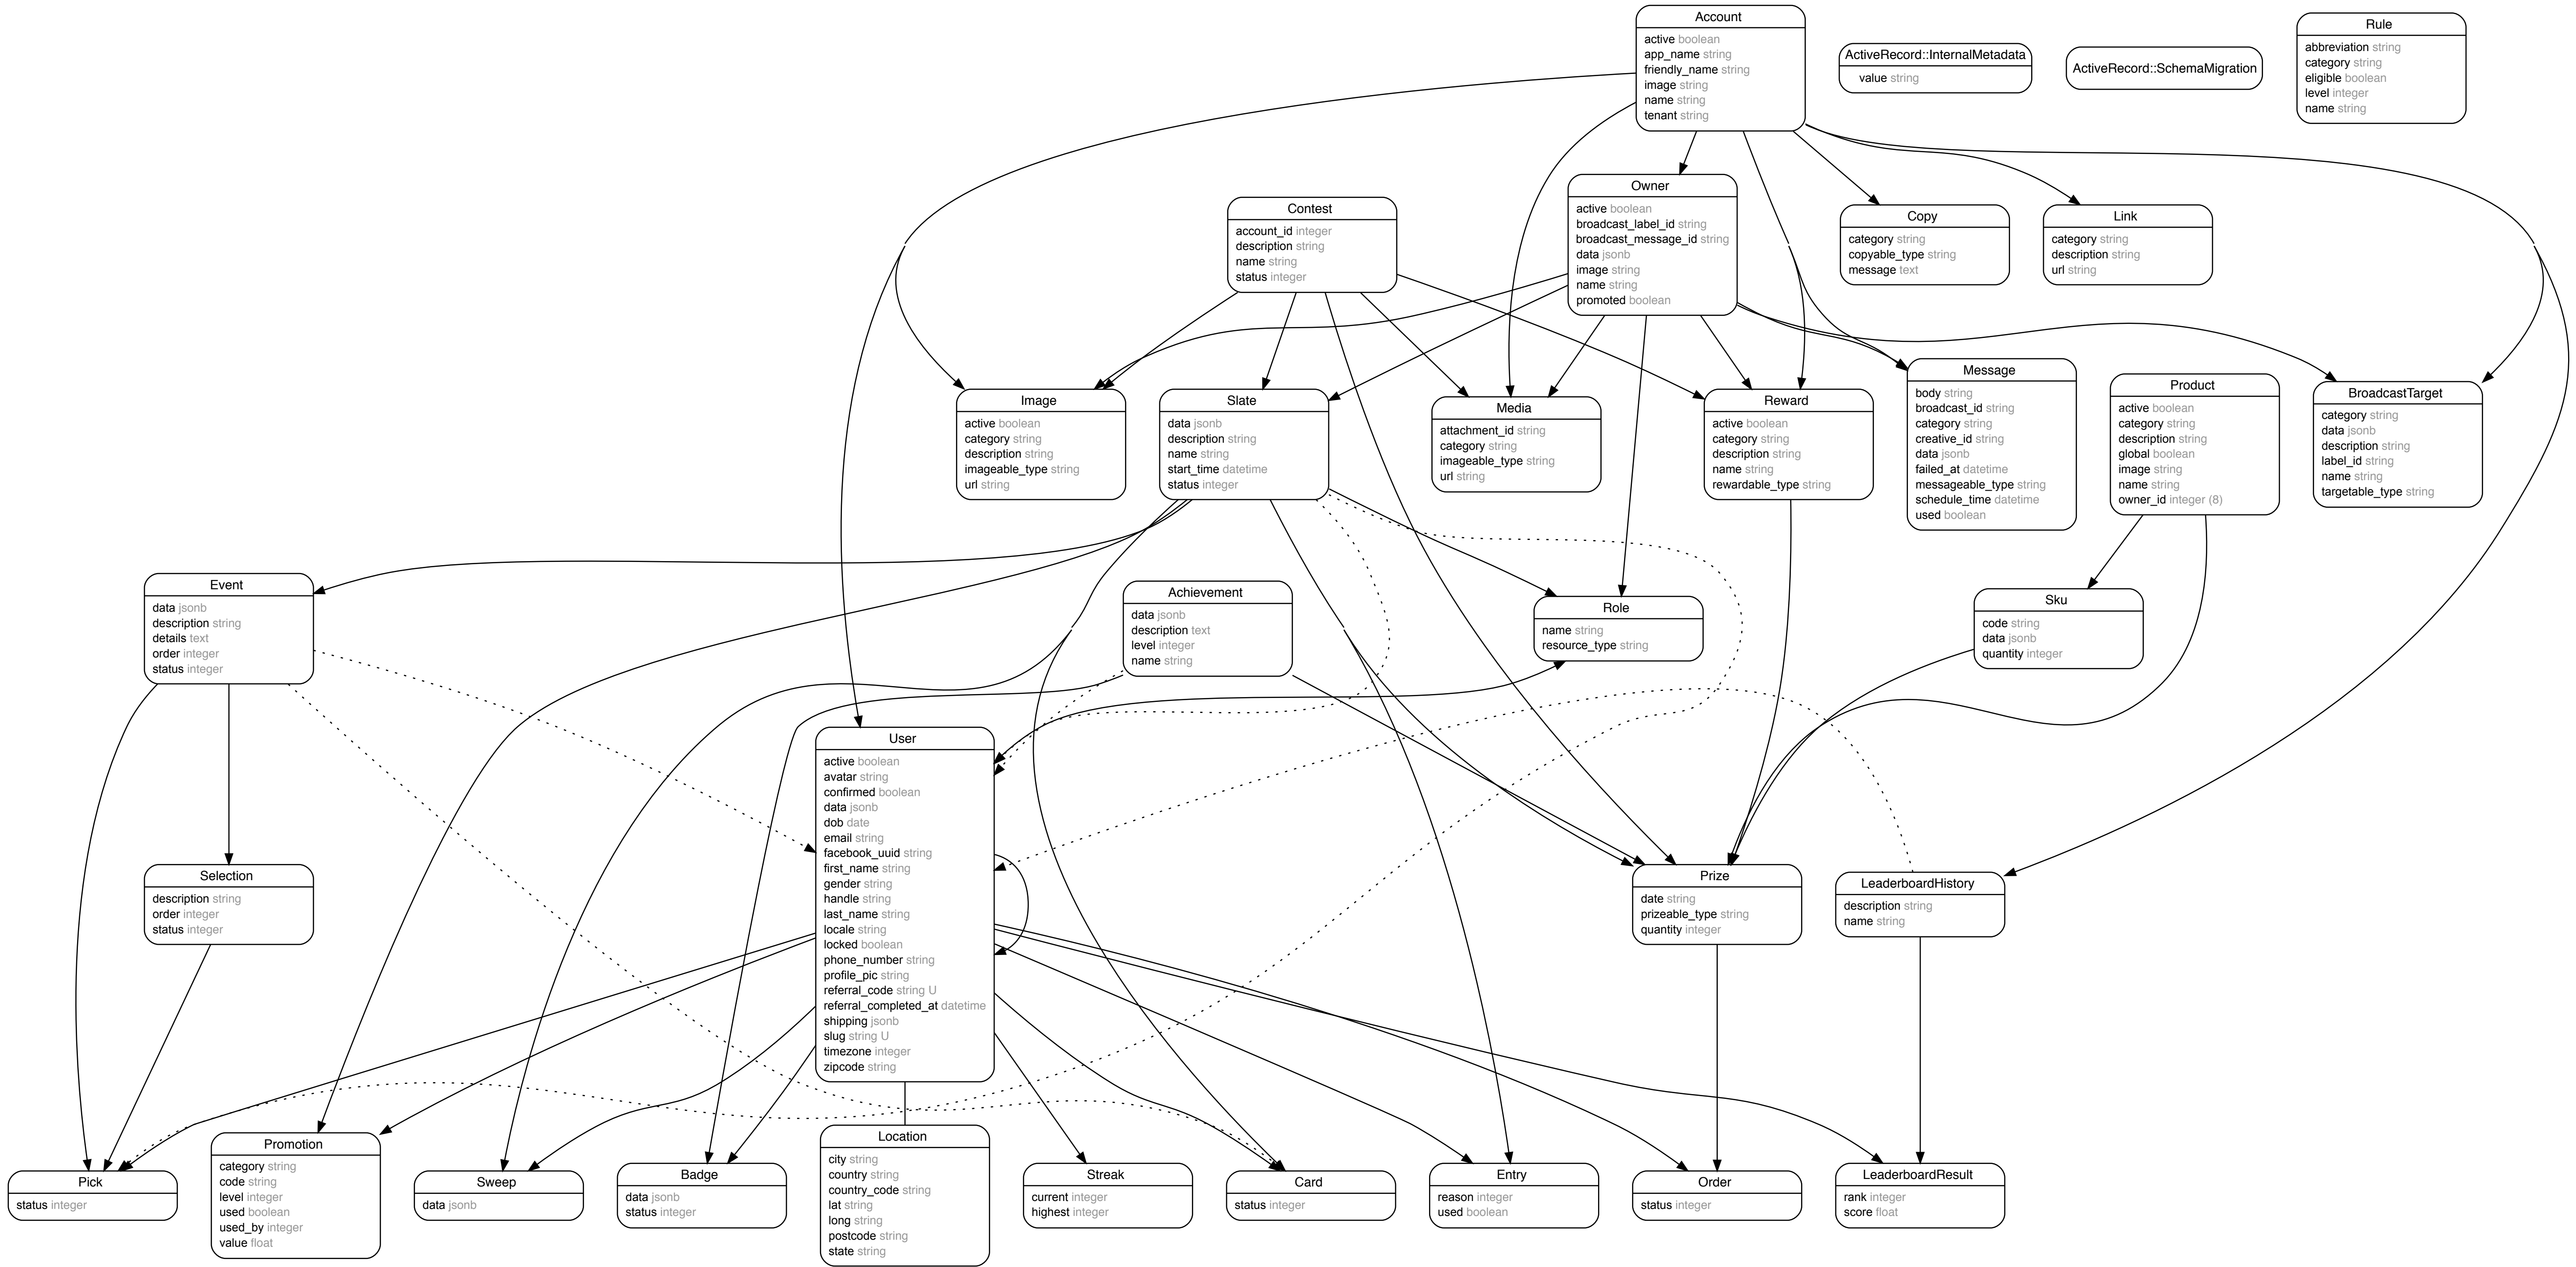 Account
active boolean
app_name string
friendly_name string
image string
name string
tenant string
ActiveRecord::InternalMetadata
value string
ActiveRecord::SchemaMigration
Rule
abbreviation string
category string
eligible boolean
level integer
name string
Contest
account_id integer
description string
name string
status integer
Owner
active boolean
broadcast_label_id string
broadcast_message_id string
data jsonb
image string
name string
promoted boolean
Copy
category string
copyable_type string
message text
Link
category string
description string
url string
Image
active boolean
category string
description string
imageable_type string
url string
Slate
data jsonb
description string
name string
start_time datetime
status integer
Media
attachment_id string
category string
imageable_type string
url string
Reward
active boolean
category string
description string
name string
rewardable_type string
Message
body string
broadcast_id string
category string
creative_id string
data jsonb
failed_at datetime
messageable_type string
schedule_time datetime
used boolean
Product
active boolean
category string
description string
global boolean
image string
name string
owner_id integer (8)
BroadcastTarget
category string
data jsonb
description string
label_id string
name string
targetable_type string
Event
data jsonb
description string
details text
order integer
status integer
Achievement
data jsonb
description text
level integer
name string
Role
name string
resource_type string
Sku
code string
data jsonb
quantity integer
User
active boolean
avatar string
confirmed boolean
data jsonb
dob date
email string
facebook_uuid string
first_name string
gender string
handle string
last_name string
locale string
locked boolean
phone_number string
profile_pic string
referral_code string U
referral_completed_at datetime
shipping jsonb
slug string U
timezone integer
zipcode string
Selection
description string
order integer
status integer
Prize
date string
prizeable_type string
quantity integer
LeaderboardHistory
description string
name string
Pick
status integer
Promotion
category string
code string
level integer
used boolean
used_by integer
value float
Sweep
data jsonb
Badge
data jsonb
status integer
Location
city string
country string
country_code string
lat string
long string
postcode string
state string
Streak
current integer
highest integer
Card
status integer
Entry
reason integer
used boolean
Order
status integer
LeaderboardResult
rank integer
score float